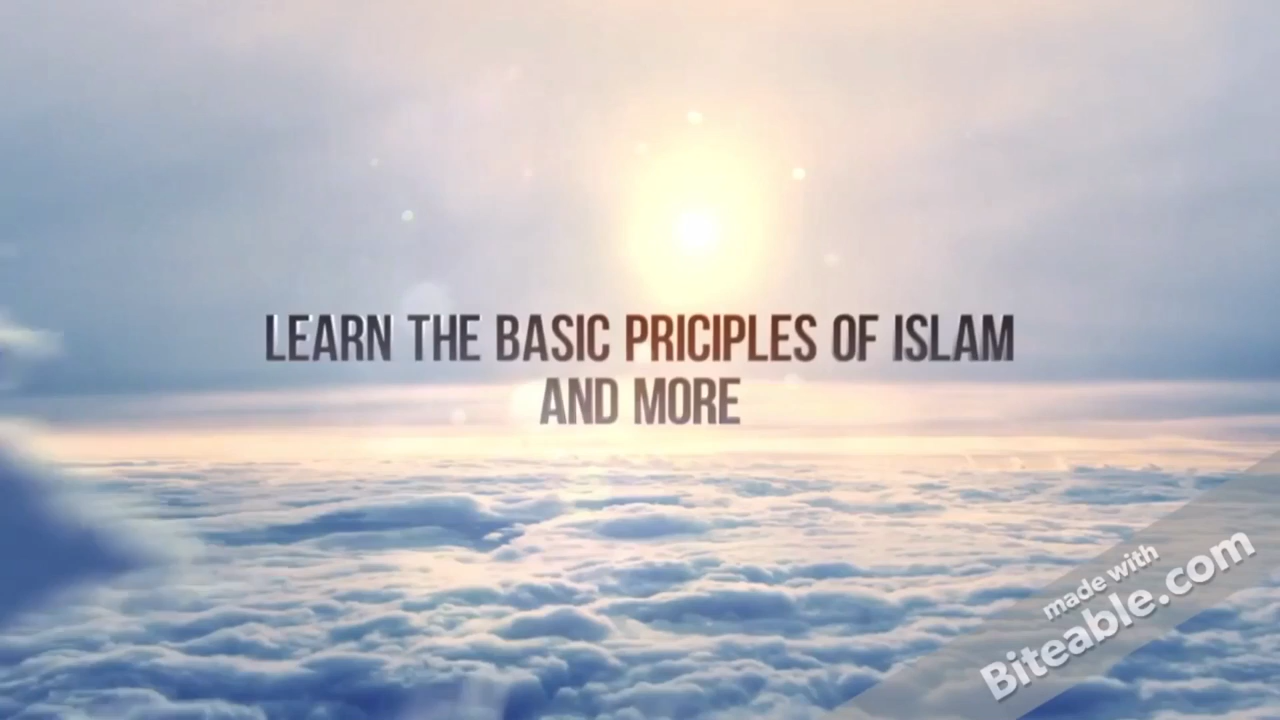 LEARN THE BASIC PRICIPLES OF ISLAM
AND MORE
made with
Biteable.com